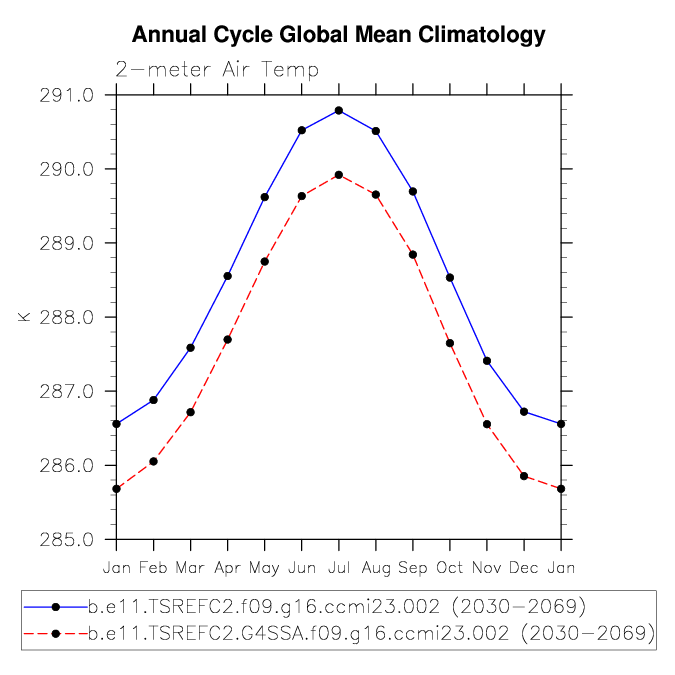 Annual Cycle Global Mean Climatology
2-meter Air Temp
291.0
290.0
289.0
K 288.0
287.0
286.0
285.0
Jan Feb Mar Apr May Jun Jul Aug Sep Oct Nov Dec Jan
b.e11.TSREFC2.f09.g16.ccmi23.002 (2030-2069)
b.e11.TSREFC2.G4SSA.f09.g16.ccmi23.002 (2030-2069)